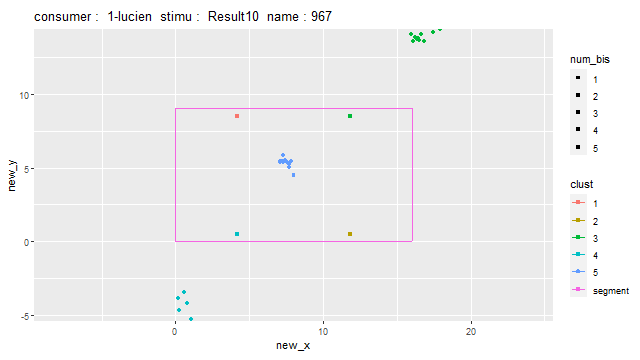 consumer :  1-lucien  stimu :  Result10  name : 967
num_bis
1
2
3
4
5
clust
1
2
3
4
5
segment
new_y
10
5
0
-5
0
10
20
new_x